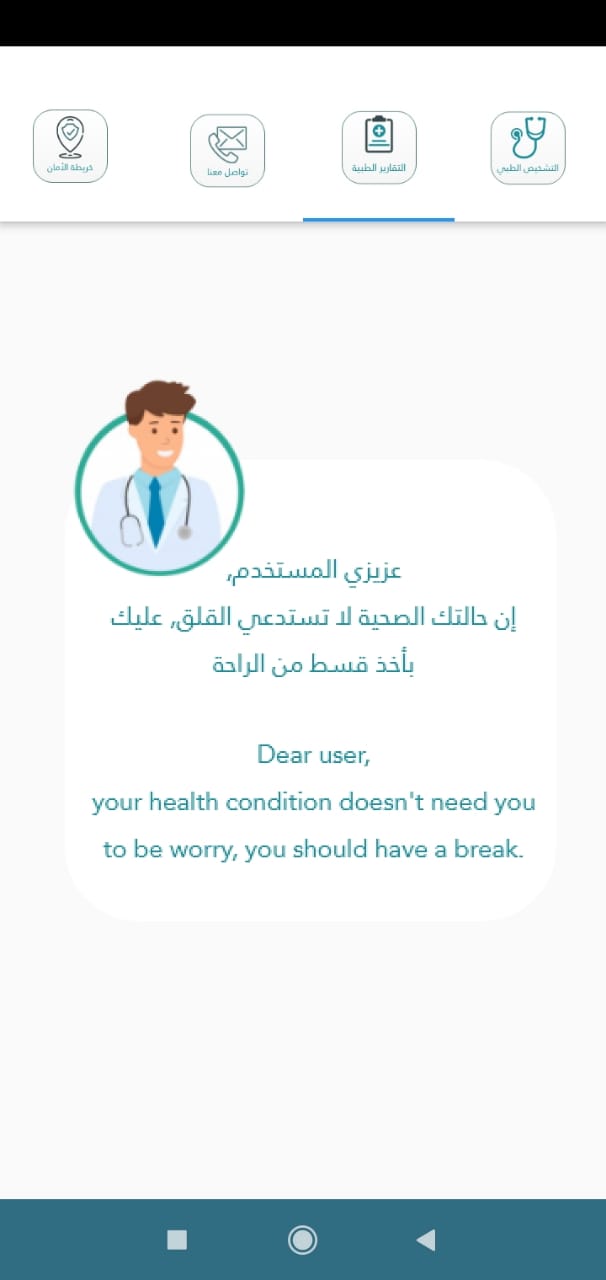 التشخيص الطبي
التقارير الطبية
تواصل معنا
خريطة الأمان
عزيزي المستخدم,
إن حالتك الصحية لا تستدعي القلق, عليك
بأخذ قسط من الراحة
Dear user,
your health condition doesn't need you
to be worry, you should have a break.